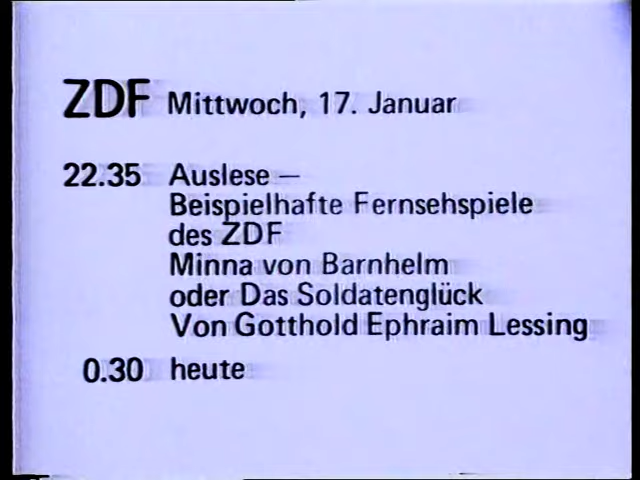 ZDF Mittwoch, 17. Januar
22.35 Auslese –
Beispielhafte Fernsehspiele
des ZDF
Minna von Barnhelm
oder Das Soldatenglück
Von Gotthold Ephraim Lessing
0.30 heute